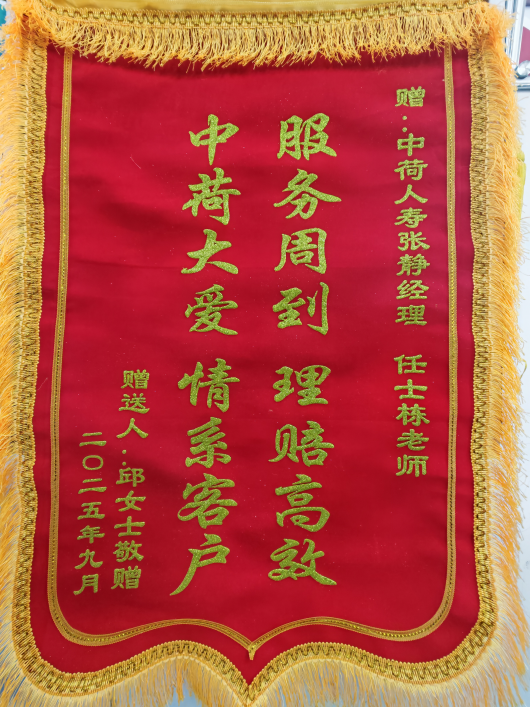 赠：中荷人寿张静经理 任士栋老师
服务周到 理赔高效
中荷大爱 情系客户
赠送人：邱女士敬赠
二〇二五年九月